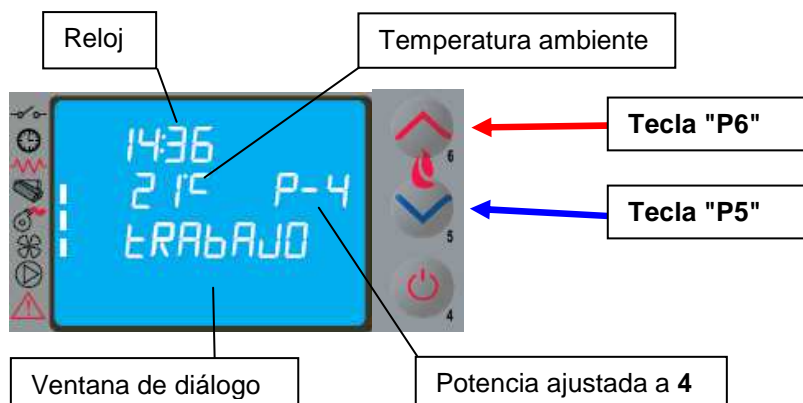 Reloj
Temperatura ambiente
14:36
21°C P-4
tRAbAJO
6
5
4
Tecla "P6"
Tecla "P5"
Ventana de diálogo
Potencia ajustada a 4